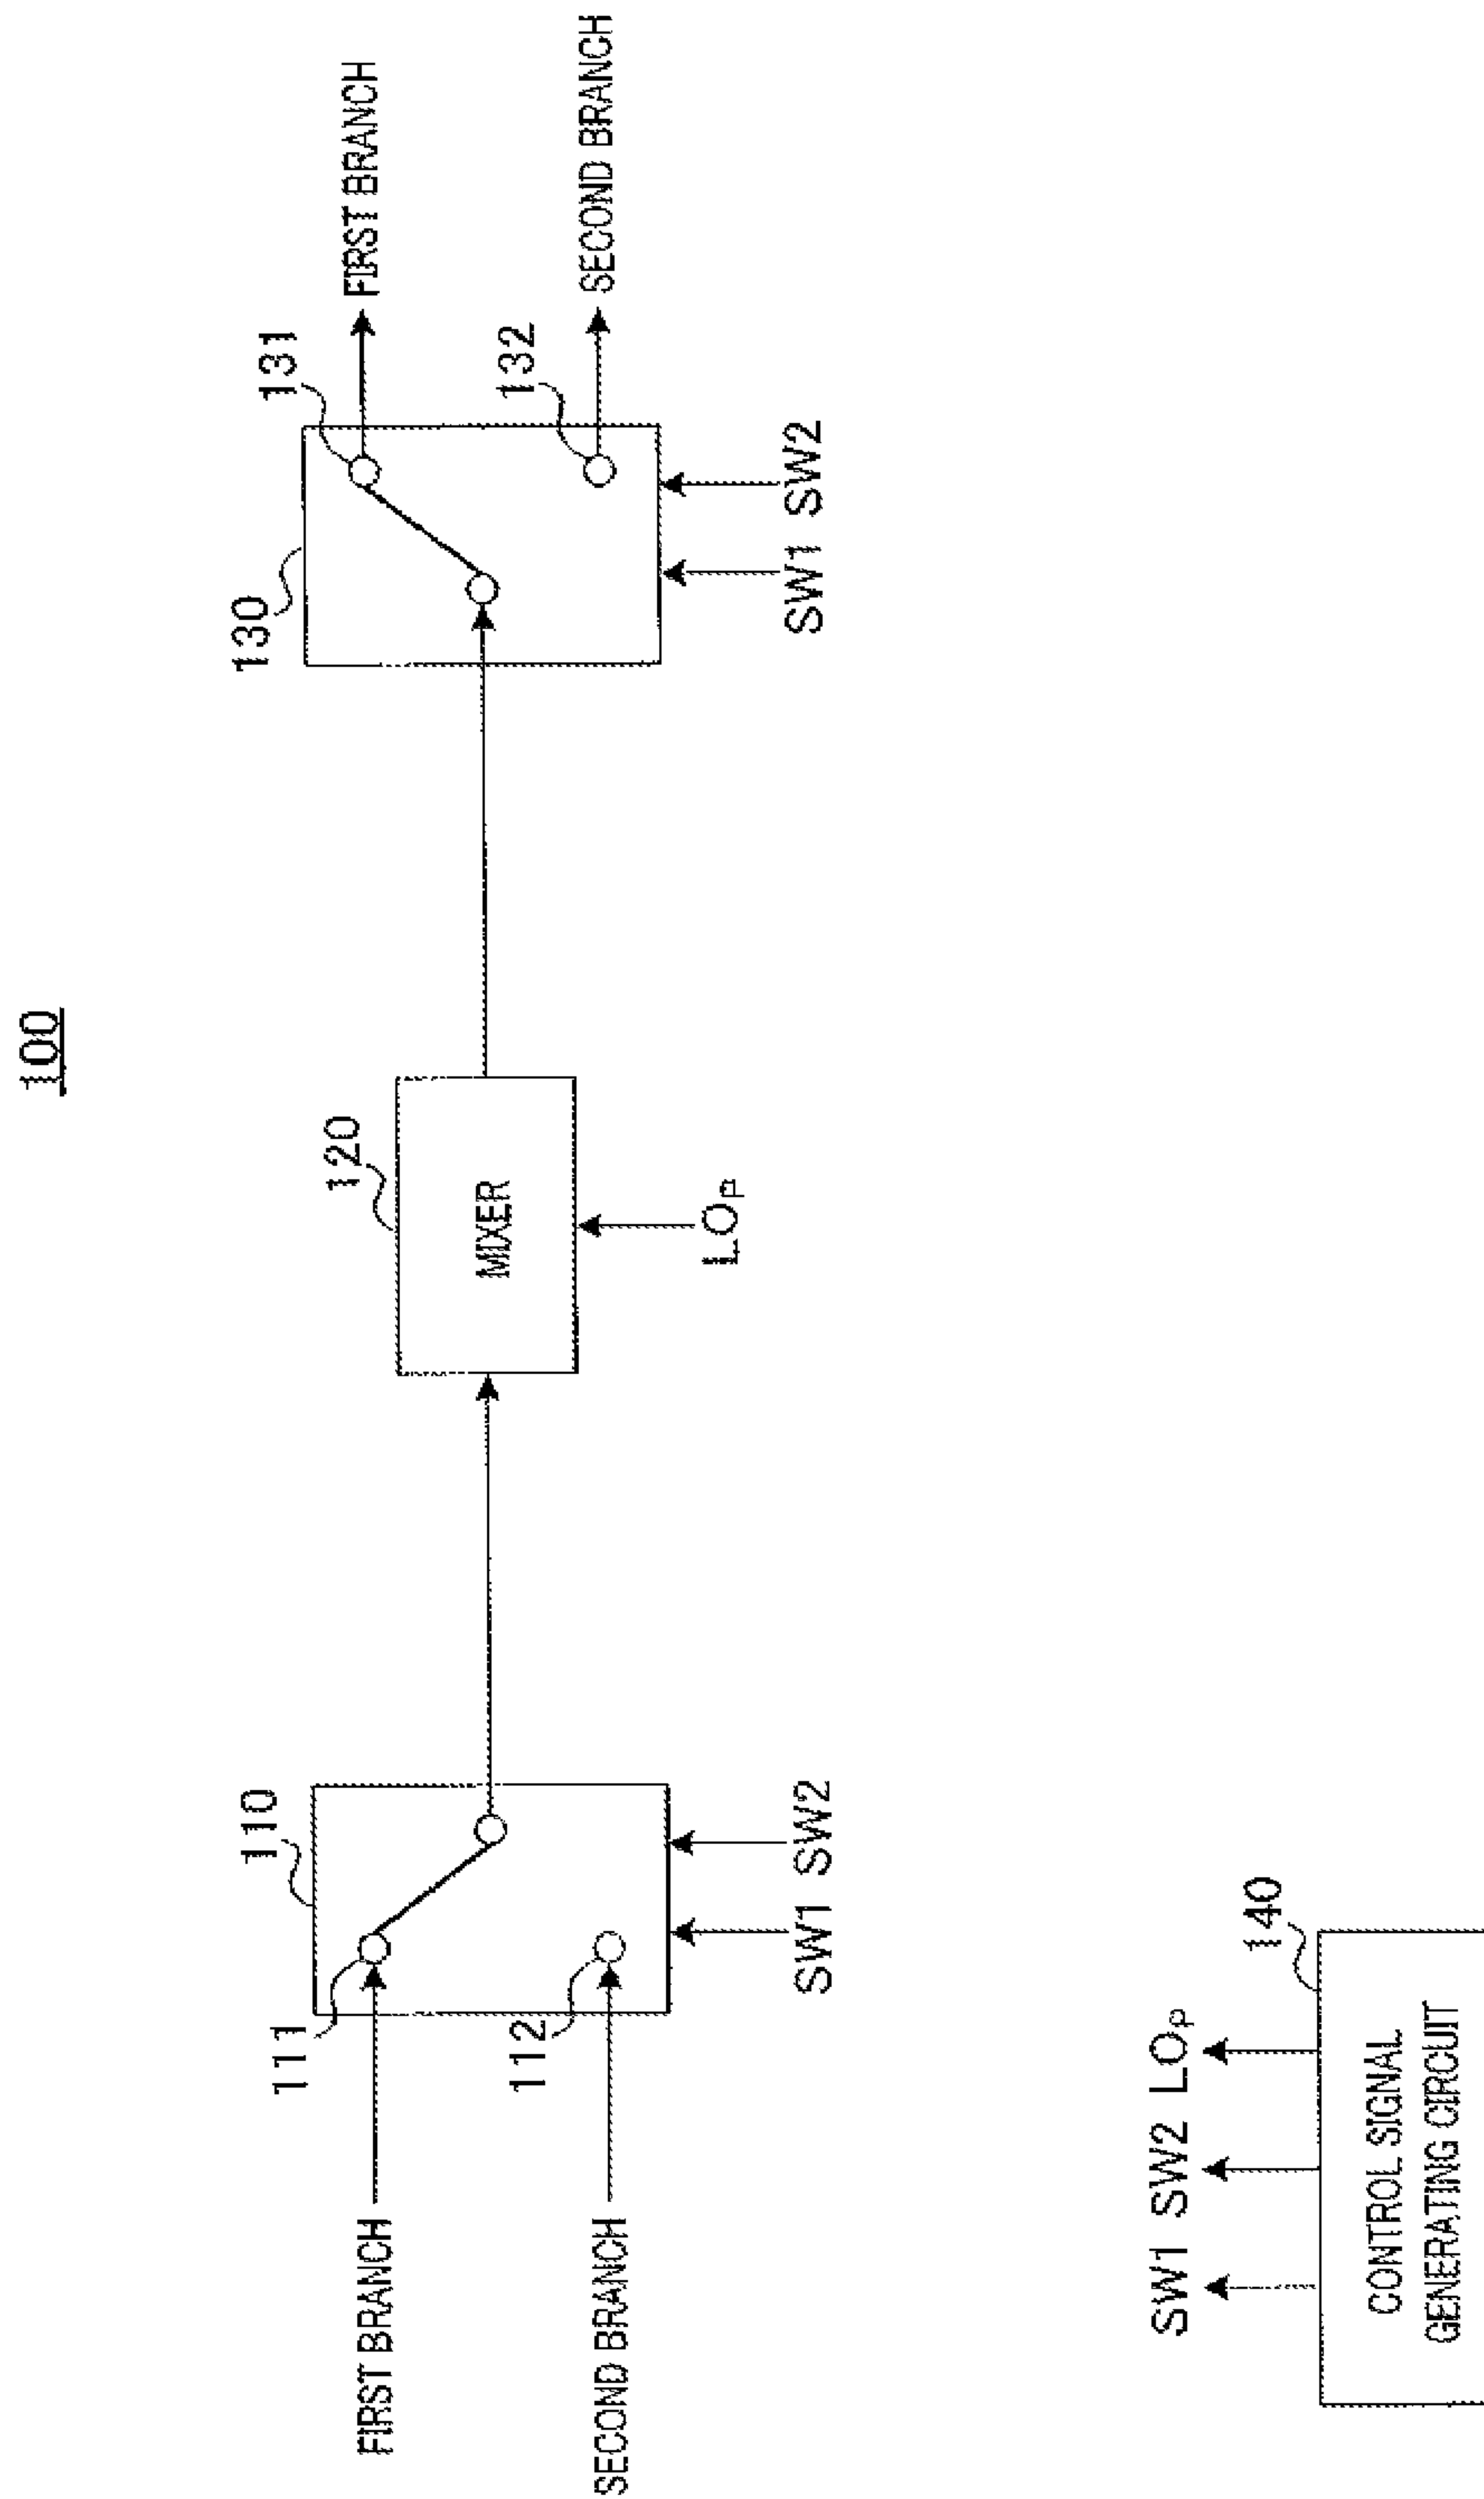 100
110
120
130
111
131
FIRST BRANCH
FIRST BRANCH
MIXER
112
132
SECOND BRANCH
SECOND BRANCH
SW1 SW2
LOP
SW1 SW2
SW1 SW2 LOP
140
CONTROL SIGNAL
GENERATING CIRCUIT